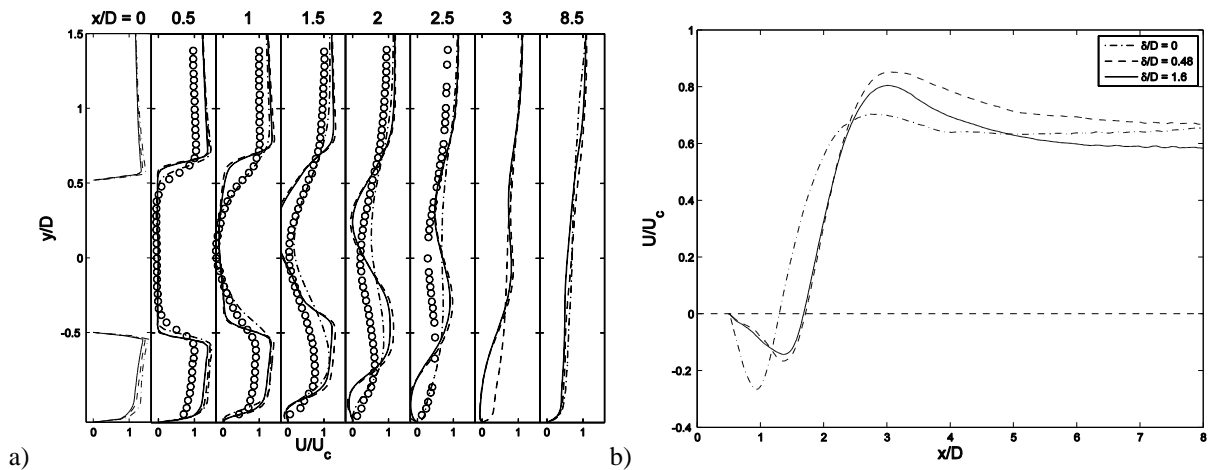 x/D = 0 0.5 1 1.5 2 2.5 3 8.5
1.5
1
0.5
0
-0.5
y/D
0 1 0 1 0 1 0 1 0 1 0 1 0 1 0 1
U/U_c
a)
1
0.8
0.6
0.4
0.2
0
-0.2
-0.4
U/U_c
δ/D = 0
δ/D = 0.48
δ/D = 1.6
0 1 2 3 4 5 6 7 8
x/D
b)